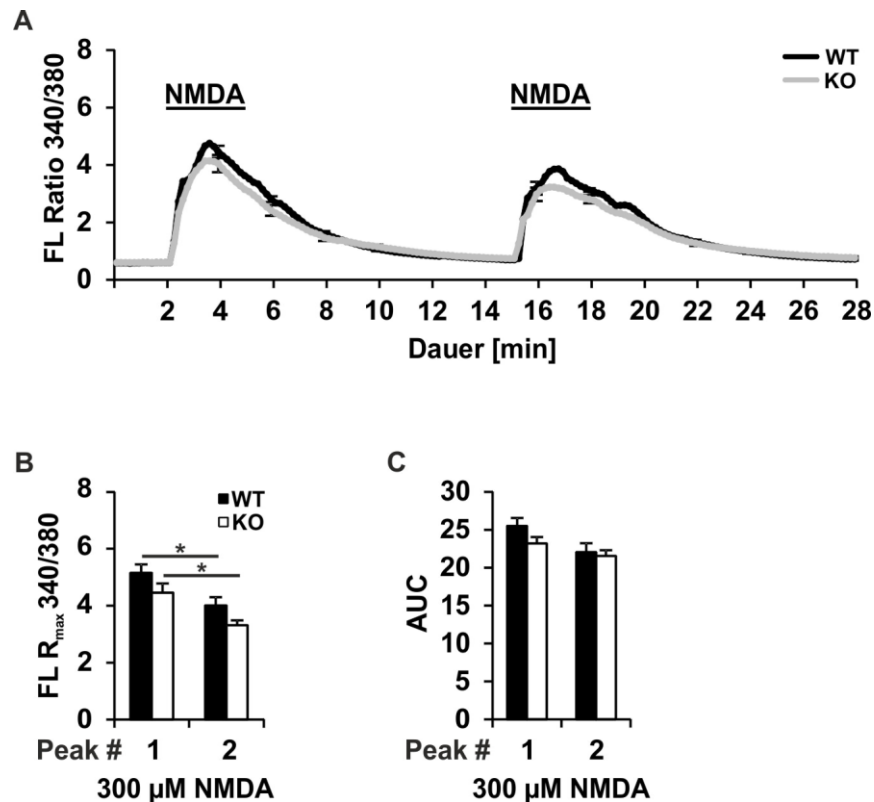 A
FL Ratio 340/380
8
6
4
2
0
NMDA
NMDA
WT
KO
2 4 6 8 10 12 14 16 18 20 22 24 26 28
Dauer [min]
B
FL Rmax 340/380
8
6
4
2
0
WT
KO
*
*
Peak # 1 2
300 µM NMDA
C
AUC
30
25
20
15
10
5
0
Peak # 1 2
300 µM NMDA